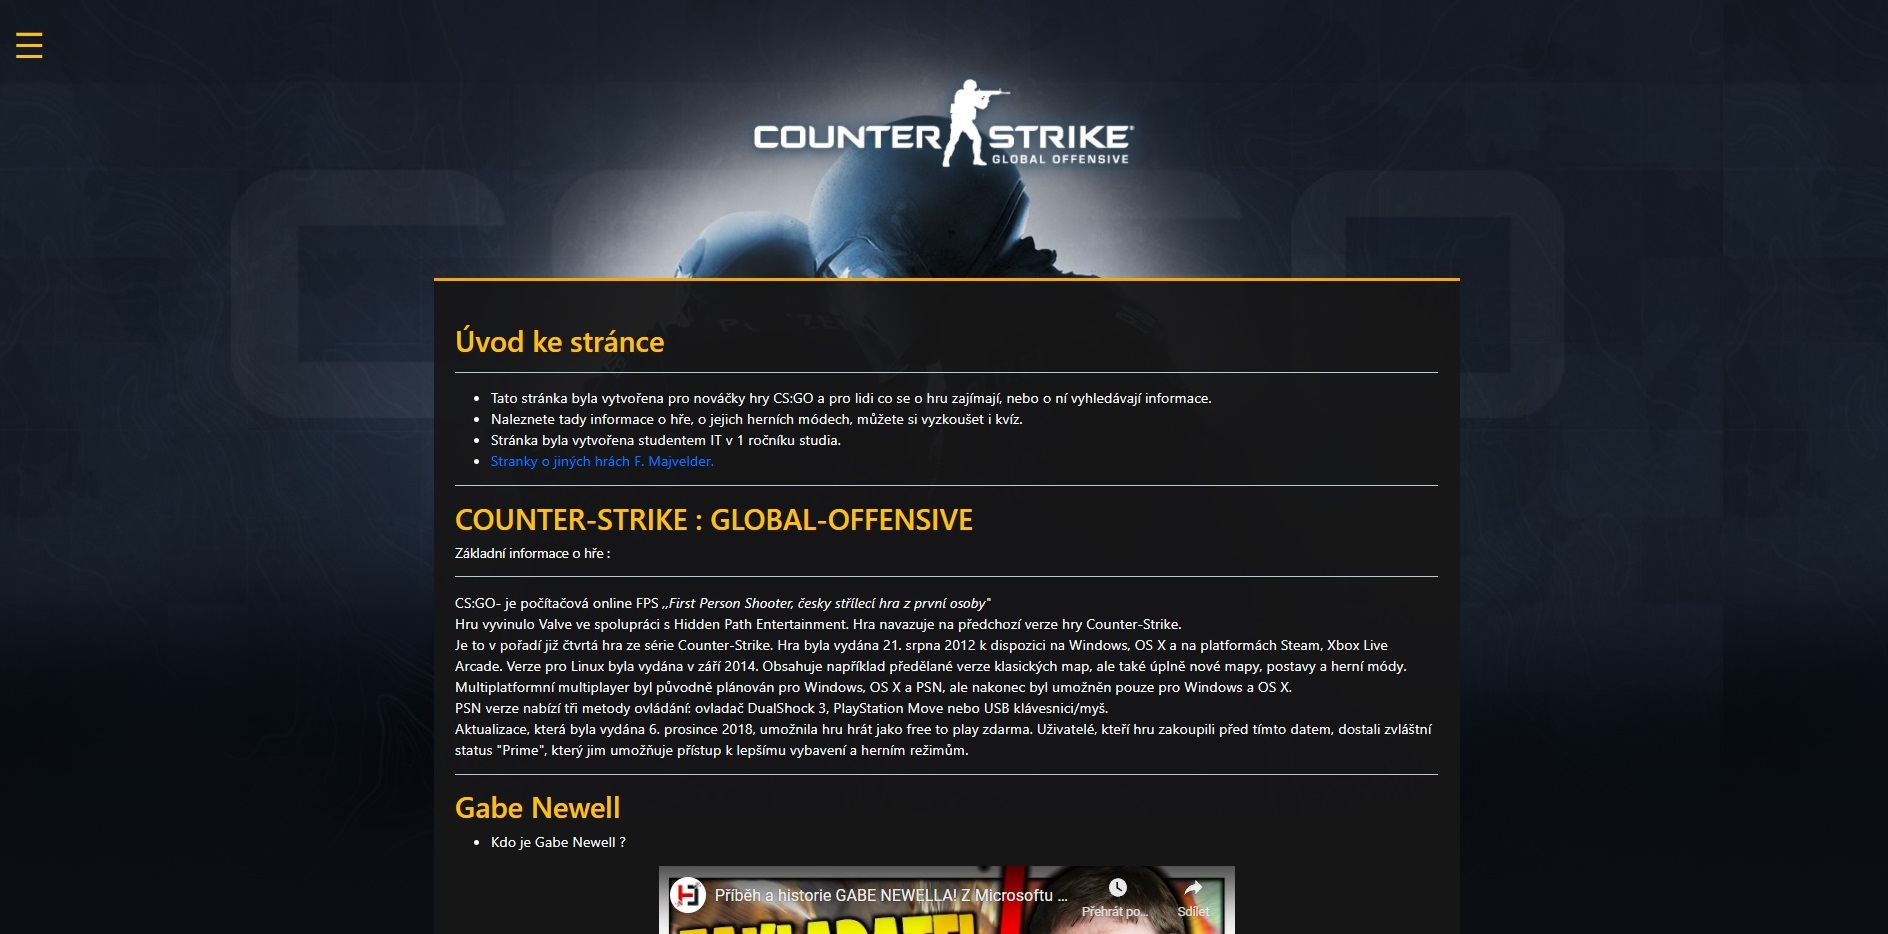 ☰
COUNTER STRIKE
GLOBAL OFFENSIVE
CS:GO
Úvod ke stránce
• Tato stránka byla vytvořena pro nováčky hry CS:GO a pro lidi co se o hru zajímají, nebo o ní vyhledávají informace.
• Naleznete tady informace o hře, o jejich herních módech, můžete si vyzkoušet i kvíz.
• Stránka byla vytvořena studentem IT v 1 ročníku studia.
• Stranky o jiných hrách F. Majvelder.
COUNTER-STRIKE : GLOBAL-OFFENSIVE
Základní informace o hře :
CS:GO- je počítačová online FPS ,,First Person Shooter, česky střílecí hra z první osoby"
Hru vyvinulo Valve ve spolupráci s Hidden Path Entertainment. Hra navazuje na předchozí verze hry Counter-Strike.
Je to v pořadí již čtvrtá hra ze série Counter-Strike. Hra byla vydána 21. srpna 2012 k dispozici na Windows, OS X a na platformách Steam, Xbox Live
Arcade. Verze pro Linux byla vydána v září 2014. Obsahuje například předělané verze klasických map, ale také úplně nové mapy, postavy a herní módy.
Multiplatformní multiplayer byl původně plánován pro Windows, OS X a PSN, ale nakonec byl umožněn pouze pro Windows a OS X.
PSN verze nabízí tři metody ovládání: ovladač DualShock 3, PlayStation Move nebo USB klávesnici/myš.
Aktualizace, která byla vydána 6. prosince 2018, umožnila hru hrát jako free to play zdarma. Uživatelé, kteří hru zakoupili před tímto datem, dostali zvláštní
status "Prime", který jim umožňuje přístup k lepšímu vybavení a herním režimům.
Gabe Newell
• Kdo je Gabe Newell ?
Příběh a historie GABE NEWELLA! Z Microsoftu ...
Přehrát po...
Sdílet
ZAKLADATEL